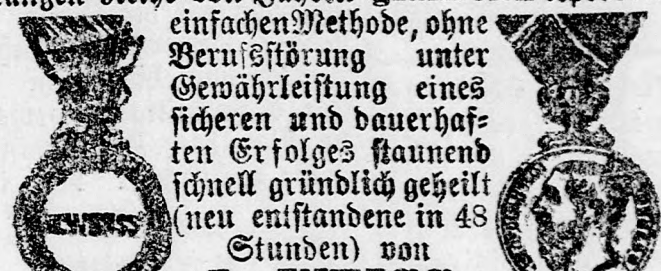 einfachen Methode, ohne
Berufsstörung unter
Gewährleistung eines
sicheren und dauerhaf=
ten Erfolges staunend
schnell gründlich geheilt
(neu entstandene in 48
Stunden) von